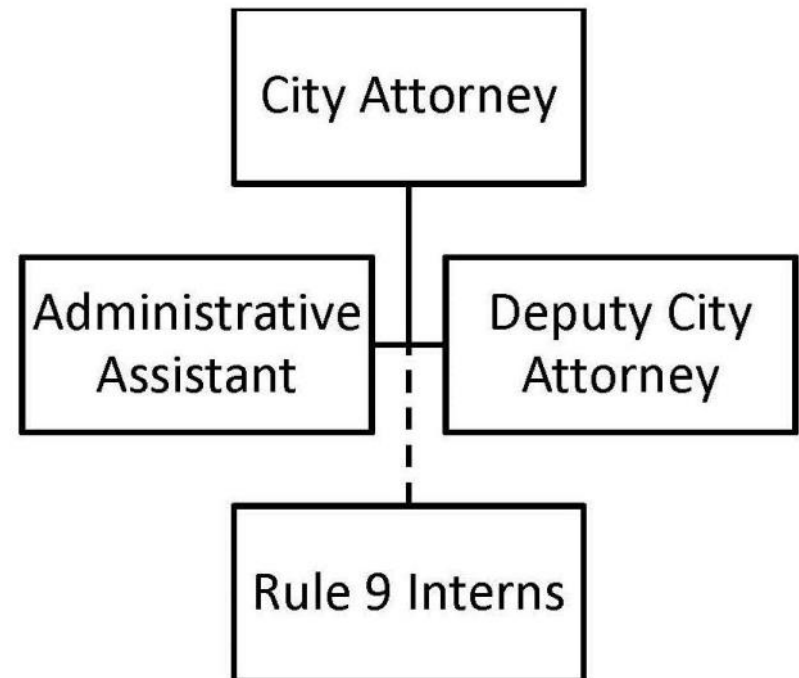 City Attorney
Administrative
Assistant
Deputy City
Attorney
Rule 9 Interns